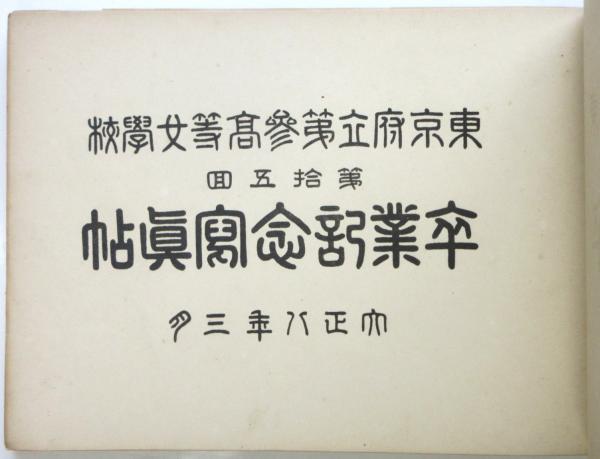 東京府立第參高等女學校
第拾五回
卒業記念寫眞帖
大正八年三月